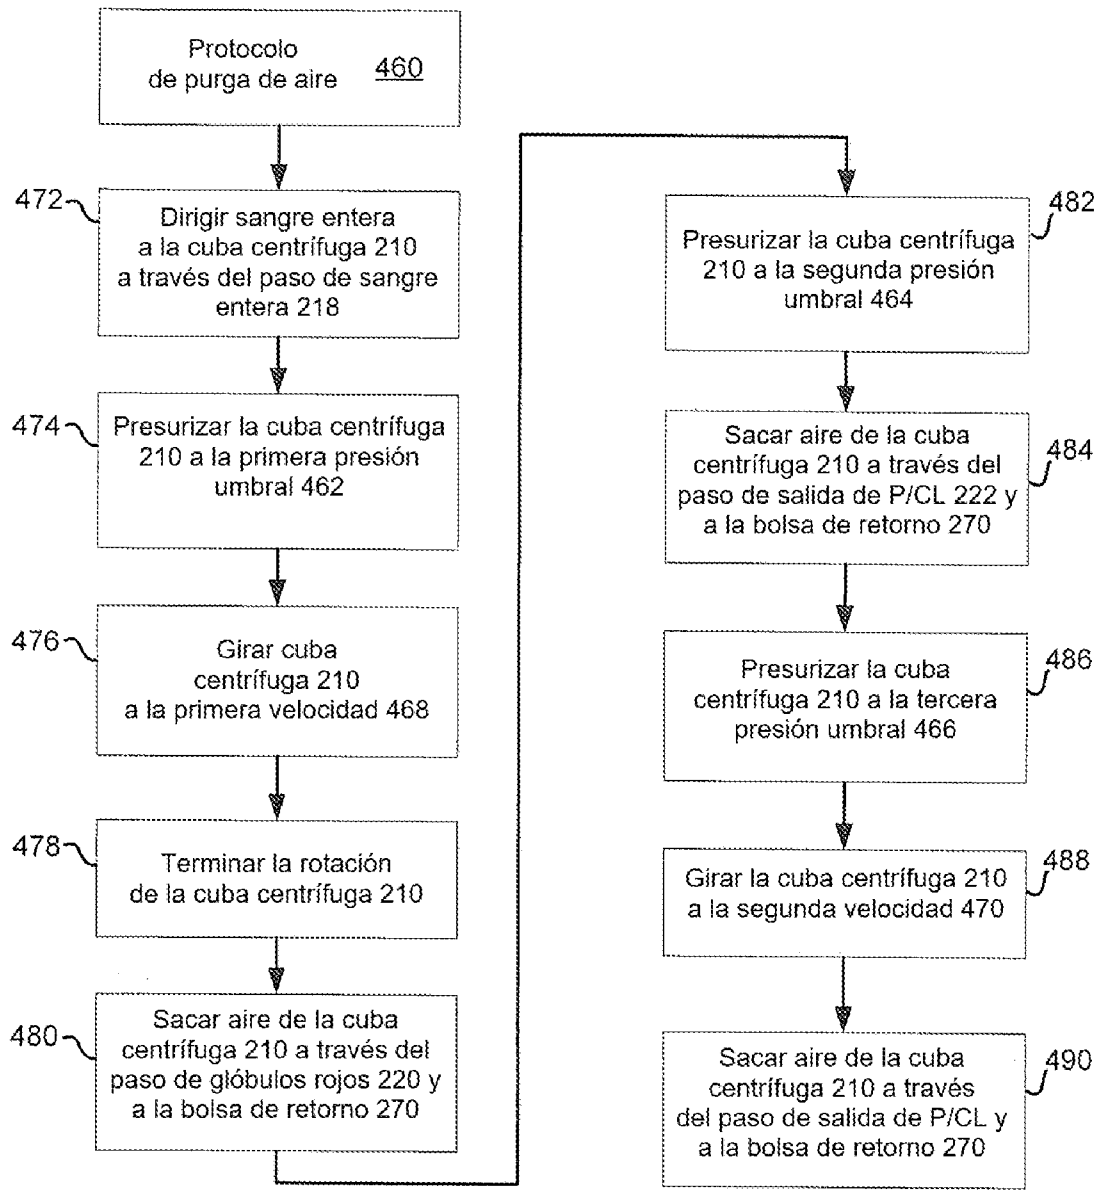 Protocolo
de purga de aire 460
472
Dirigir sangre entera
a la cuba centrífuga 210
a través del paso de sangre
entera 218
474
Presurizar la cuba centrífuga
210 a la primera presión
umbral 462
476
Girar cuba
centrífuga 210
a la primera velocidad 468
478
Terminar la rotación
de la cuba centrífuga 210
480
Sacar aire de la cuba
centrífuga 210 a través del
paso de glóbulos rojos 220 y
a la bolsa de retorno 270
482
Presurizar la cuba centrífuga
210 a la segunda presión
umbral 464
484
Sacar aire de la cuba
centrífuga 210 a través del
paso de salida de P/CL 222 y
a la bolsa de retorno 270
486
Presurizar la cuba
centrífuga 210 a la tercera
presión umbral 466
488
Girar la cuba centrífuga 210
a la segunda velocidad 470
490
Sacar aire de la cuba
centrífuga 210 a través
del paso de salida de P/CL y
a la bolsa de retorno 270